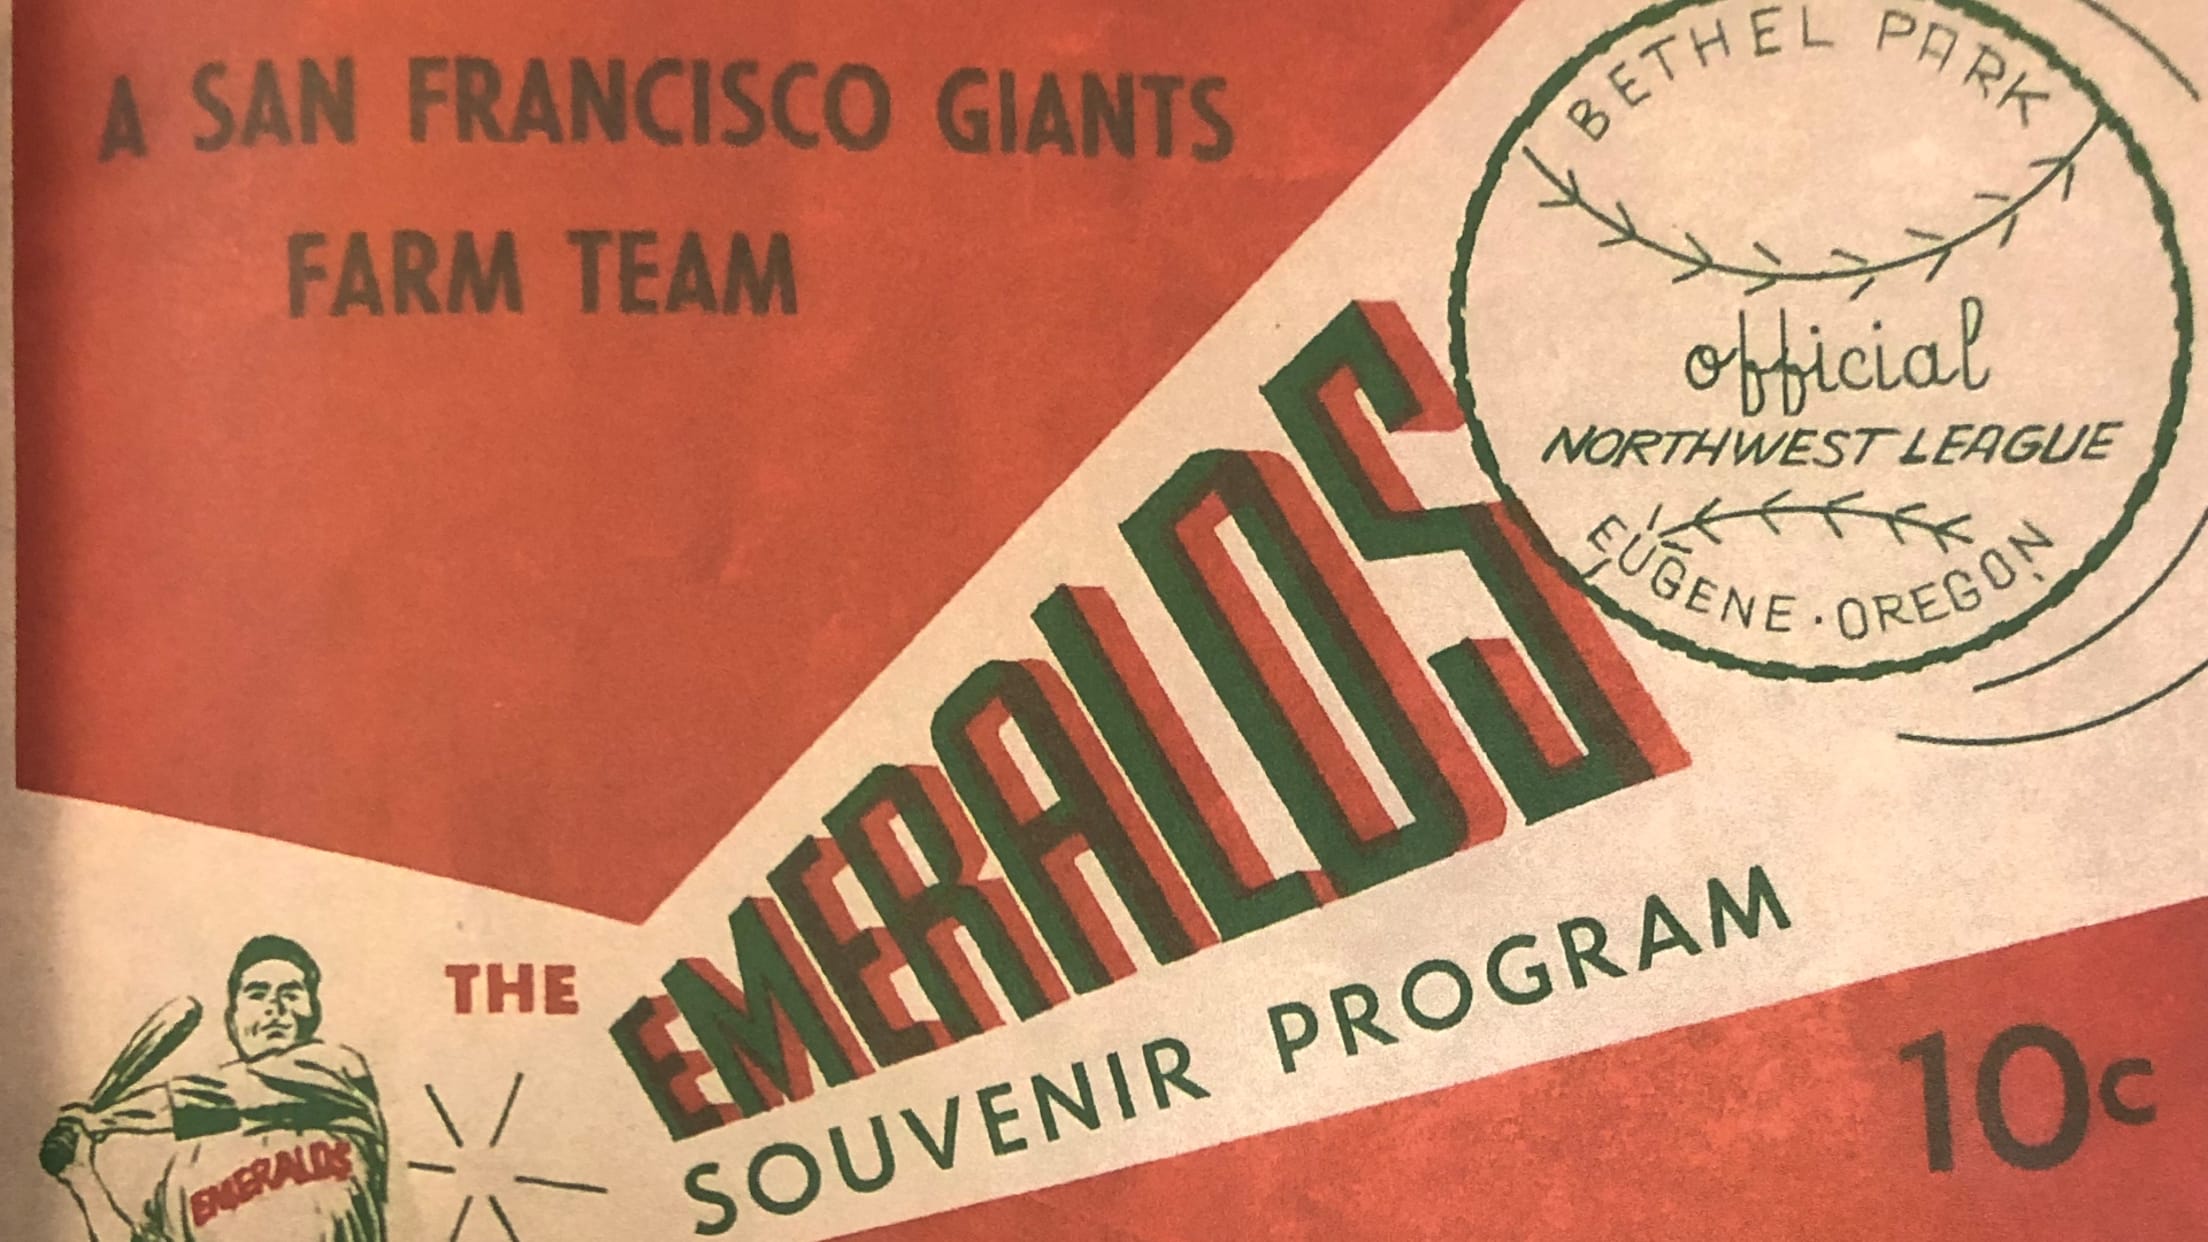 A SAN FRANCISCO GIANTS
FARM TEAM
BETHEL PARK
official
NORTHWEST LEAGUE
EUGENE · OREGON
THE
EMERALDS
SOUVENIR PROGRAM
10c
EMERALDS